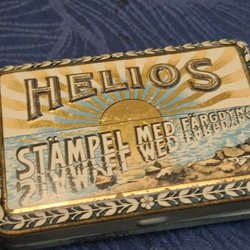 HELIOS
STÄMPEL MED FÄRGDYNA